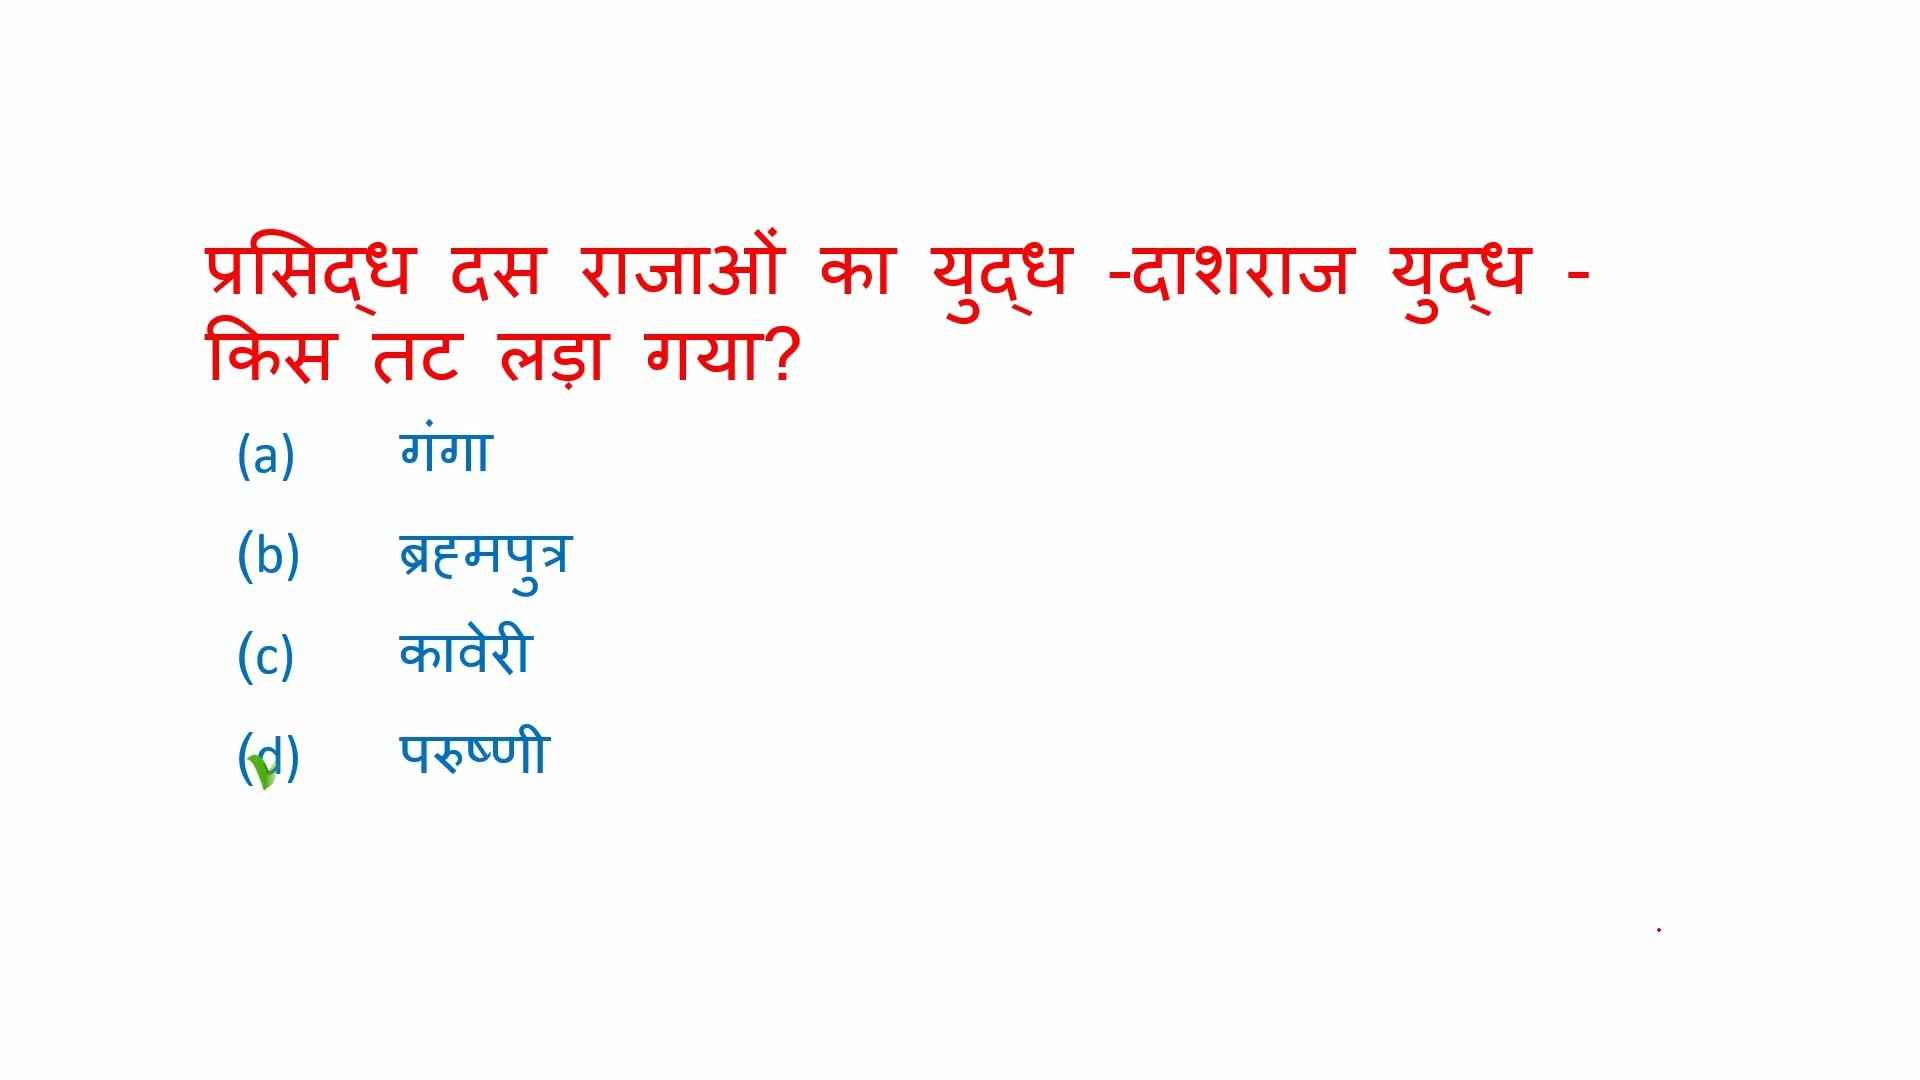 प्रसिद्ध दस राजाओं का युद्ध -दाशराज युद्ध -
किस तट लड़ा गया?
(a) गंगा
(b) ब्रह्मपुत्र
(c) कावेरी
(d) परुष्णी